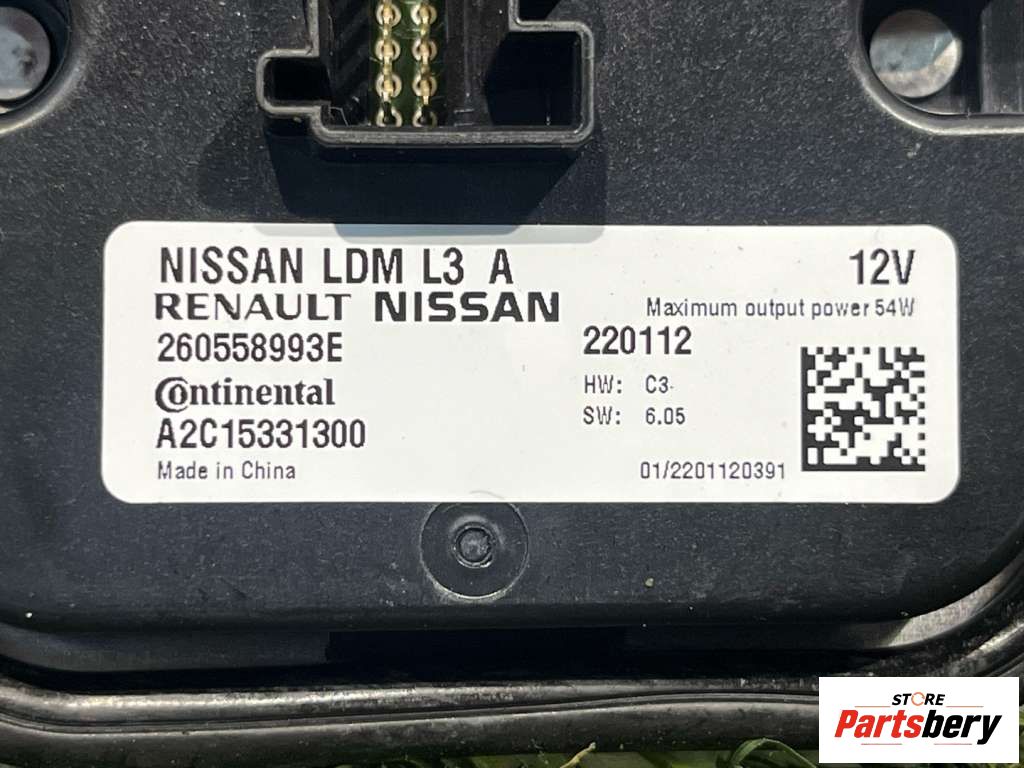 NISSAN LDM L3 A 12V
RENAULT NISSAN Maximum output power 54W
260558993E 220112
Continental HW: C3
A2C15331300 SW: 6.05
Made in China 01/2201120391
STORE
Partsbery